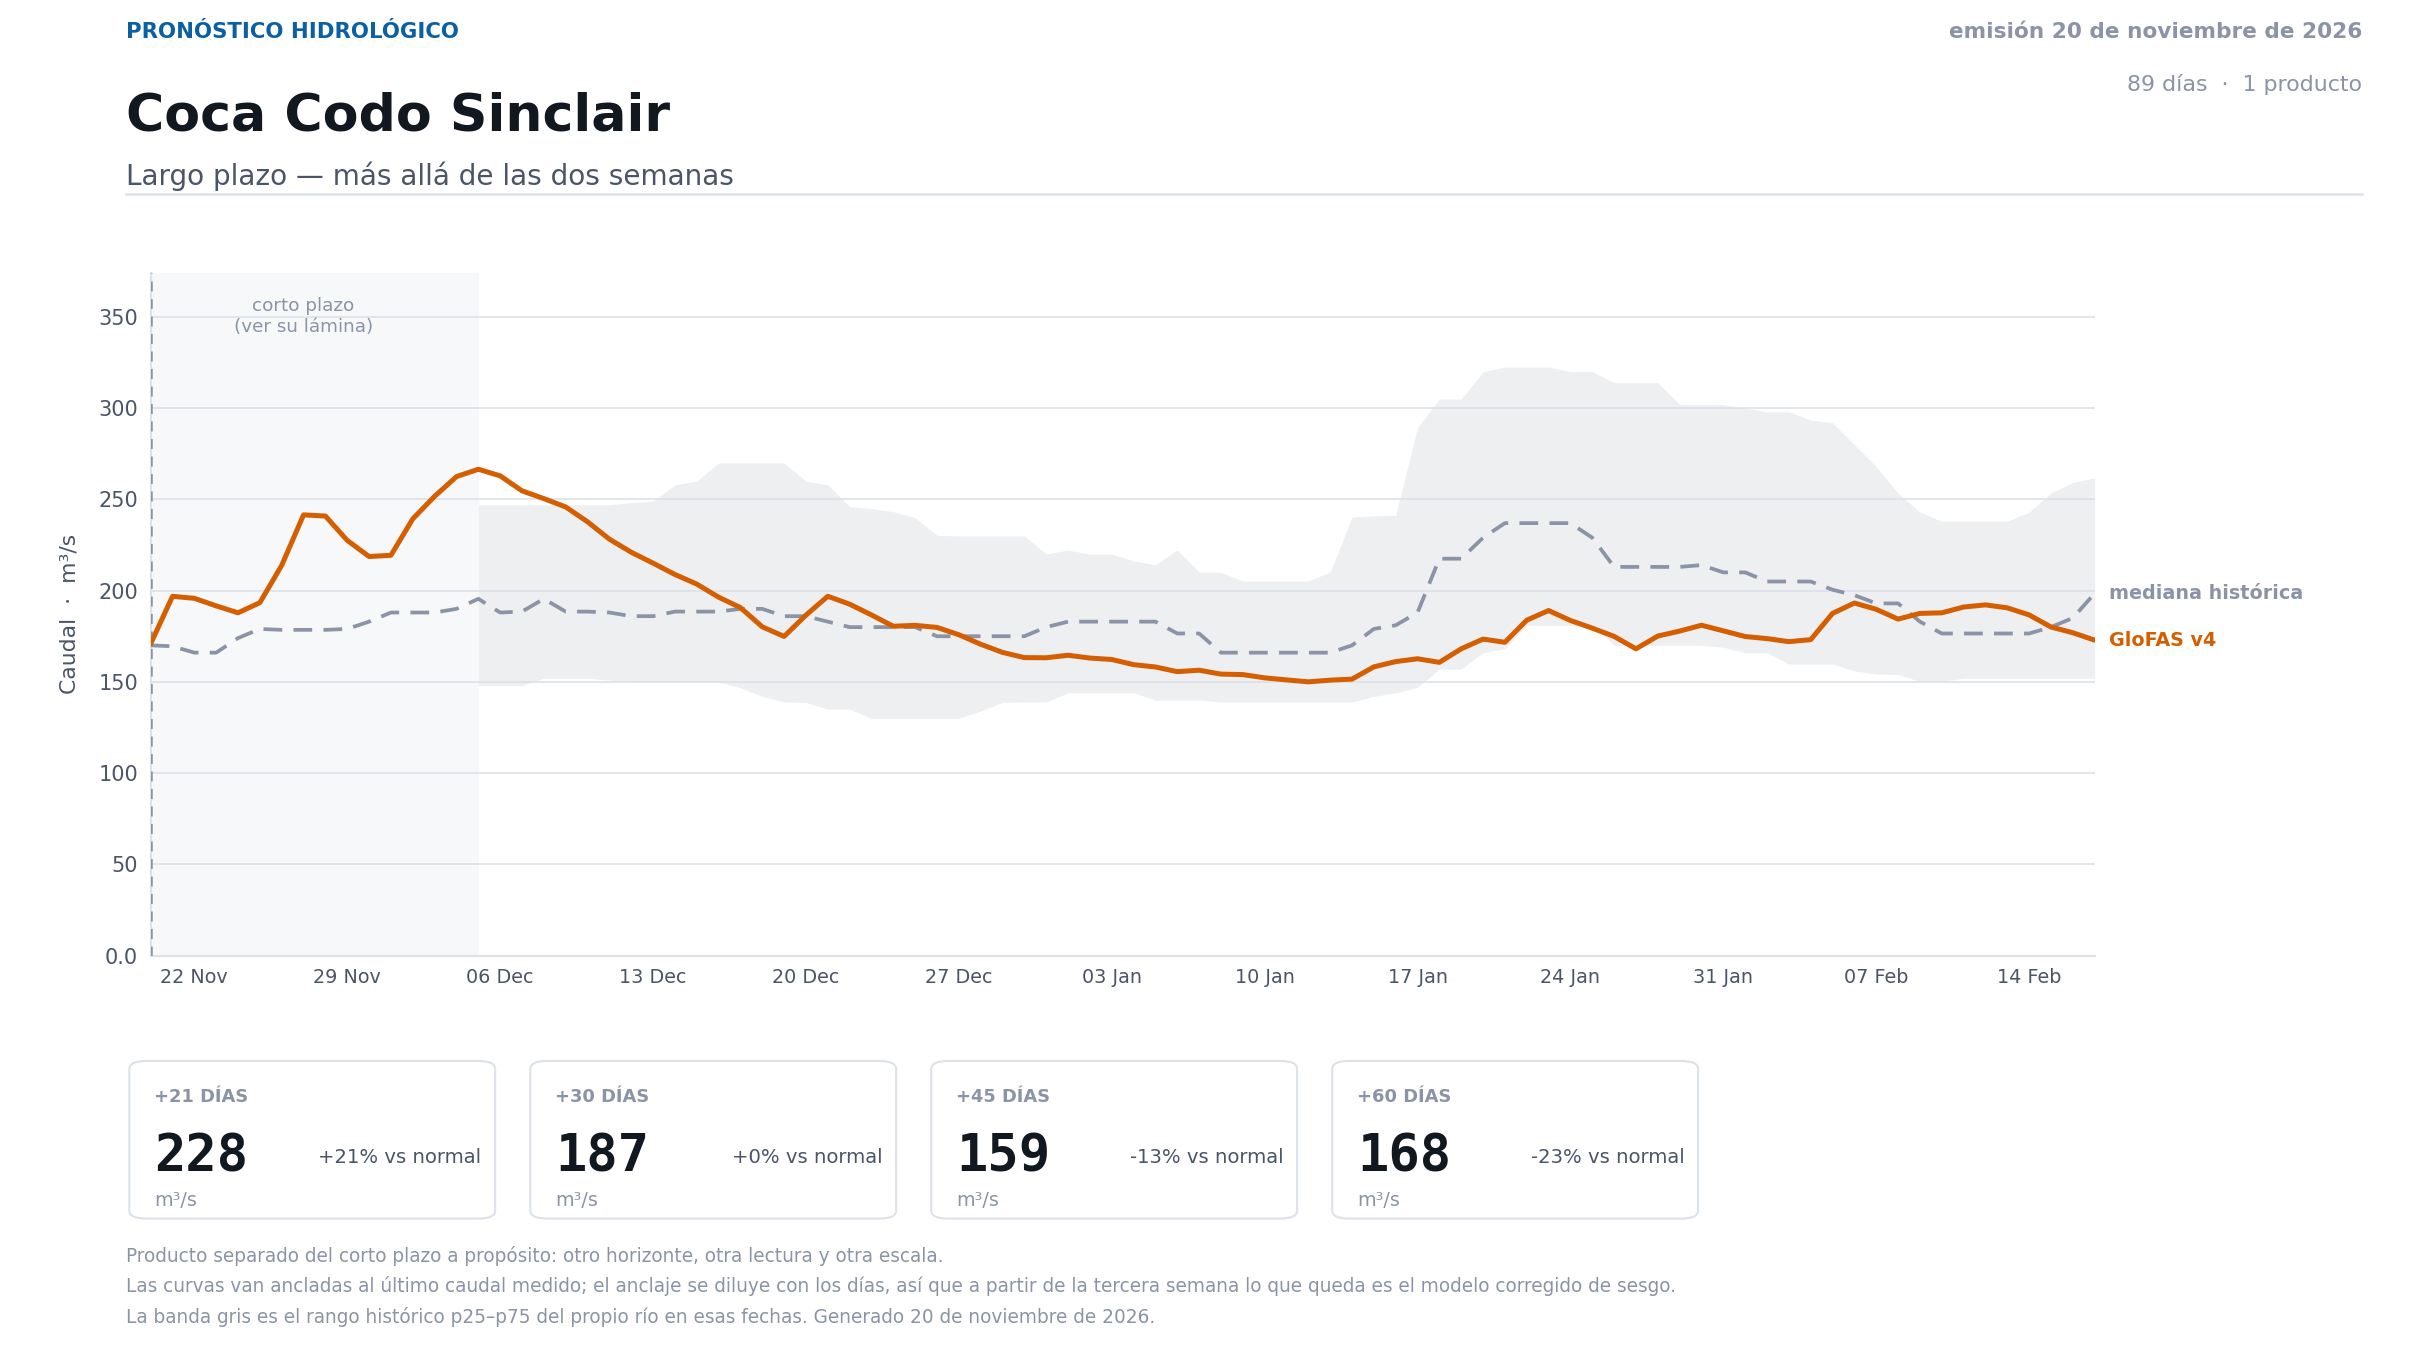 PRONÓSTICO HIDROLÓGICO
emisión 20 de noviembre de 2026
89 días · 1 producto
Coca Codo Sinclair
Largo plazo — más allá de las dos semanas
corto plazo
(ver su lámina)
Caudal · m³/s
350
300
250
200
150
100
50
0.0
mediana histórica
GloFAS v4
22 Nov 29 Nov 06 Dec 13 Dec 20 Dec 27 Dec 03 Jan 10 Jan 17 Jan 24 Jan 31 Jan 07 Feb 14 Feb
+21 DÍAS
228 +21% vs normal
m³/s
+30 DÍAS
187 +0% vs normal
m³/s
+45 DÍAS
159 -13% vs normal
m³/s
+60 DÍAS
168 -23% vs normal
m³/s
Producto separado del corto plazo a propósito: otro horizonte, otra lectura y otra escala.
Las curvas van ancladas al último caudal medido; el anclaje se diluye con los días, así que a partir de la tercera semana lo que queda es el modelo corregido de sesgo.
La banda gris es el rango histórico p25–p75 del propio río en esas fechas. Generado 20 de noviembre de 2026.